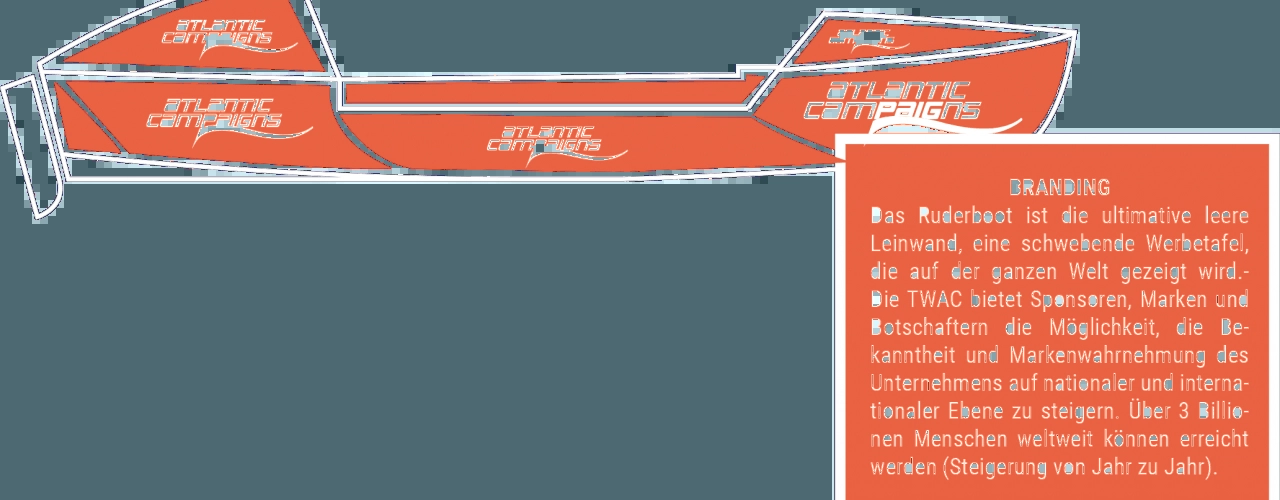 ATLANTIC
CAMPAIGNS
ATLANTIC
CAMPAIGNS
ATLANTIC
CAMPAIGNS
ATLANTIC
CAMPAIGNS
BRANDING
Das Ruderboot ist die ultimative leere
Leinwand, eine schwebende Werbetafel,
die auf der ganzen Welt gezeigt wird.-
Die TWAC bietet Sponsoren, Marken und
Botschaftern die Möglichkeit, die Be-
kanntheit und Markenwahrnehmung des
Unternehmens auf nationaler und interna-
tionaler Ebene zu steigern. Über 3 Billio-
nen Menschen weltweit können erreicht
werden (Steigerung von Jahr zu Jahr).